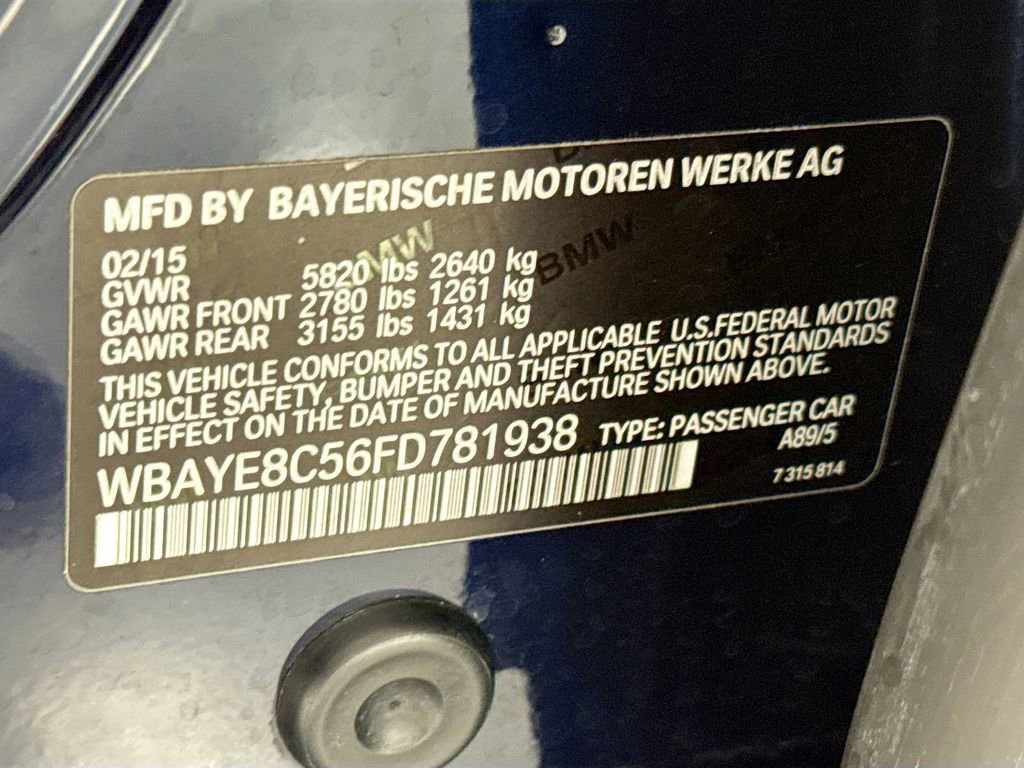 MFD BY BAYERISCHE MOTOREN WERKE AG
02/15
GVWR 5820 lbs 2640 kg
GAWR FRONT 2780 lbs 1261 kg
GAWR REAR 3155 lbs 1431 kg
THIS VEHICLE CONFORMS TO ALL APPLICABLE U.S.FEDERAL MOTOR
VEHICLE SAFETY, BUMPER AND THEFT PREVENTION STANDARDS
IN EFFECT ON THE DATE OF MANUFACTURE SHOWN ABOVE.
WBAYE8C56FD781938 TYPE: PASSENGER CAR
A89/5
7 315 814
BMW